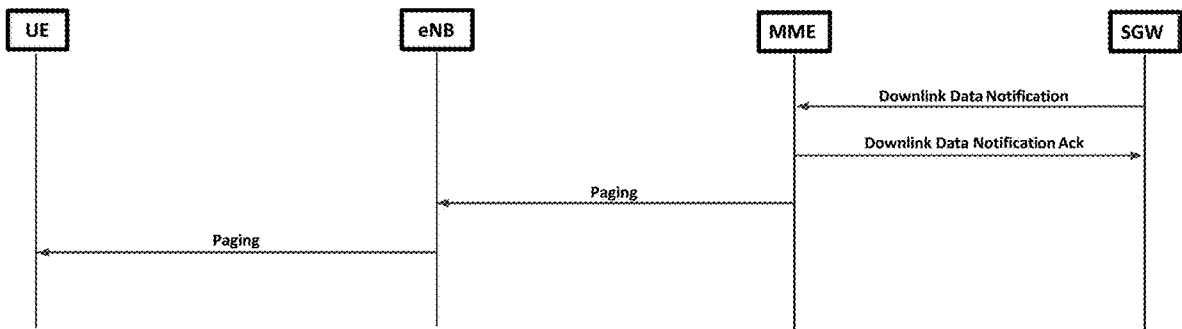 UE
eNB
MME
SGW
Downlink Data Notification
Downlink Data Notification Ack
Paging
Paging